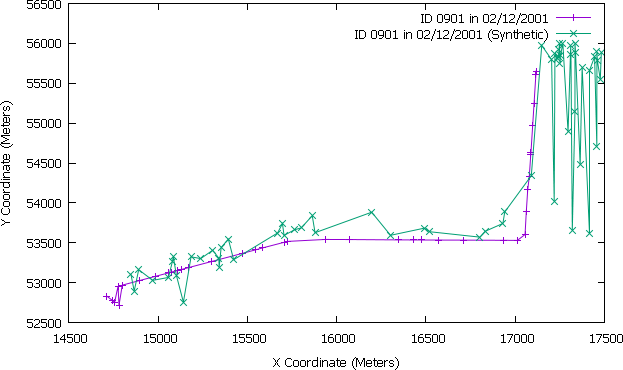 ID 0901 in 02/12/2001
ID 0901 in 02/12/2001 (Synthetic)
56500
56000
55500
55000
54500
54000
53500
53000
52500
Y Coordinate (Meters)
14500 15000 15500 16000 16500 17000 17500
X Coordinate (Meters)